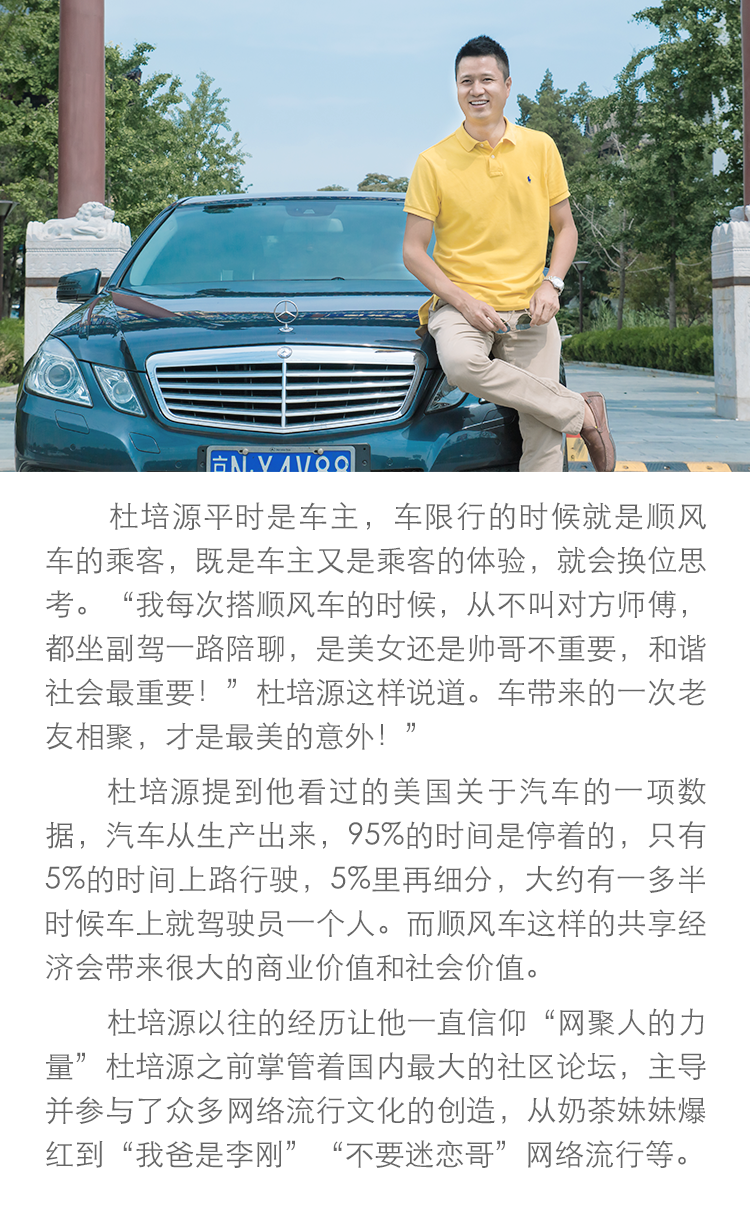 京N·X4V88
杜培源平时是车主，车限行的时候就是顺风
车的乘客，既是车主又是乘客的体验，就会换位思
考。“我每次搭顺风车的时候，从不叫对方师傅，
都坐副驾一路陪聊，是美女还是帅哥不重要，和谐
社会最重要！”杜培源这样说道。车带来的一次老
友相聚，才是最美的意外！”
杜培源提到他看过的美国关于汽车的一项数
据，汽车从生产出来，95%的时间是停着的，只有
5%的时间上路行驶，5%里再细分，大约有一多半
时候车上就驾驶员一个人。而顺风车这样的共享经
济会带来很大的商业价值和社会价值。
杜培源以往的经历让他一直信仰“网聚人的力
量”杜培源之前掌管着国内最大的社区论坛，主导
并参与了众多网络流行文化的创造，从奶茶妹妹爆
红到“我爸是李刚”“不要迷恋哥”网络流行等。